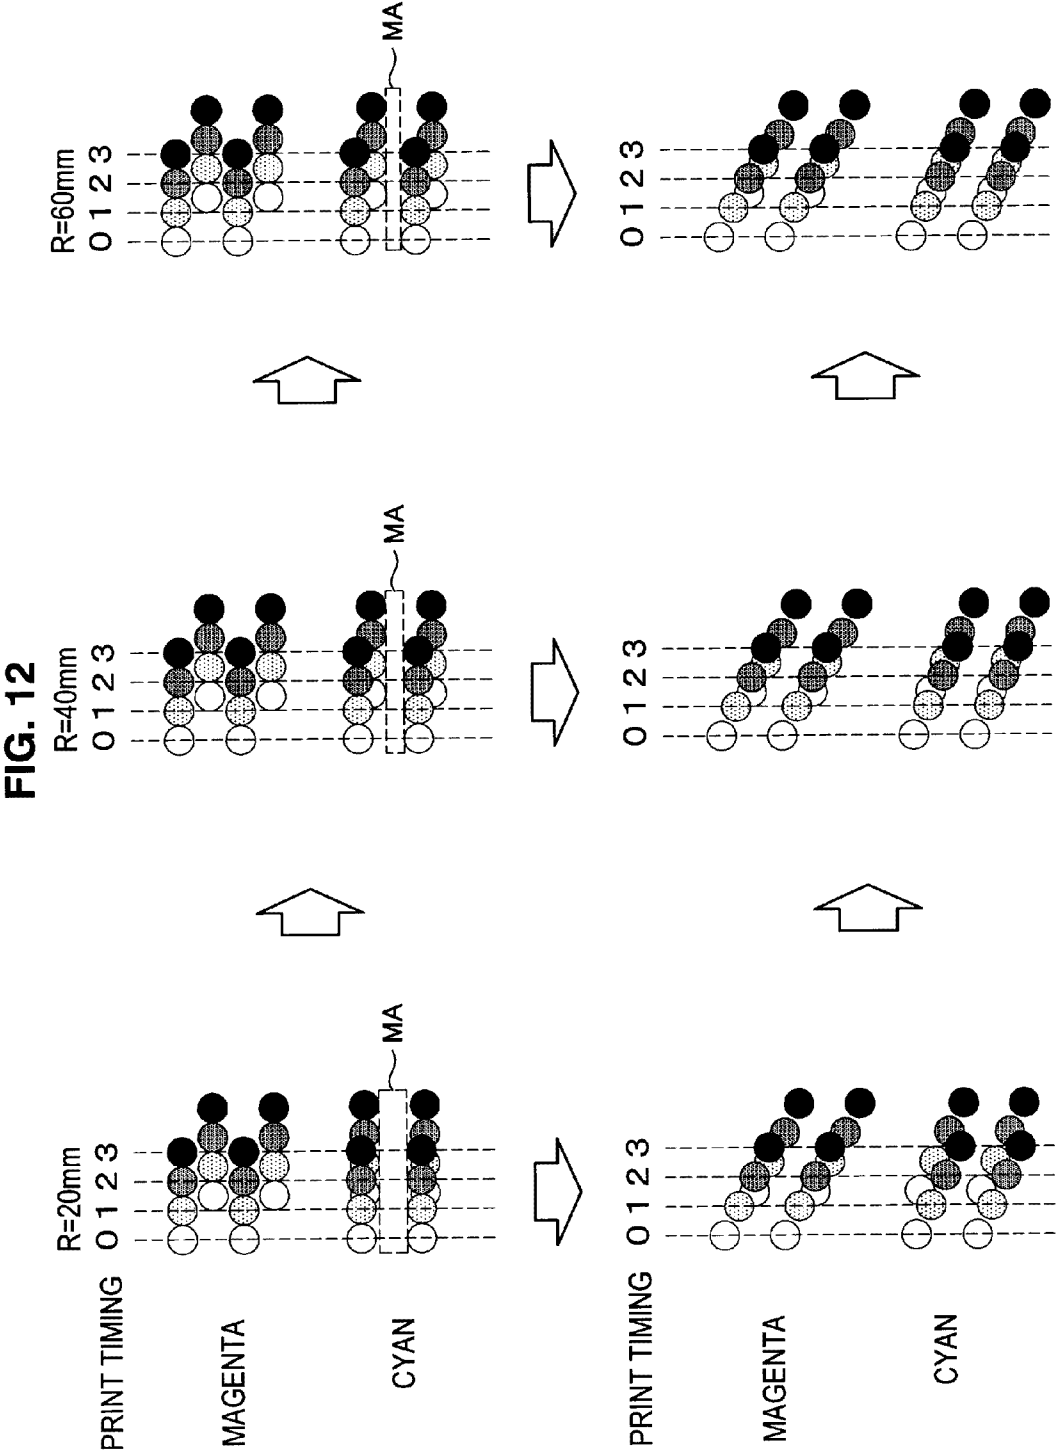 FIG. 12
R=20mm
R=40mm
R=60mm
PRINT TIMING
0 1 2 3
0 1 2 3
0 1 2 3
MAGENTA
CYAN
MA
MA
MA
PRINT TIMING
0 1 2 3
0 1 2 3
0 1 2 3
MAGENTA
CYAN